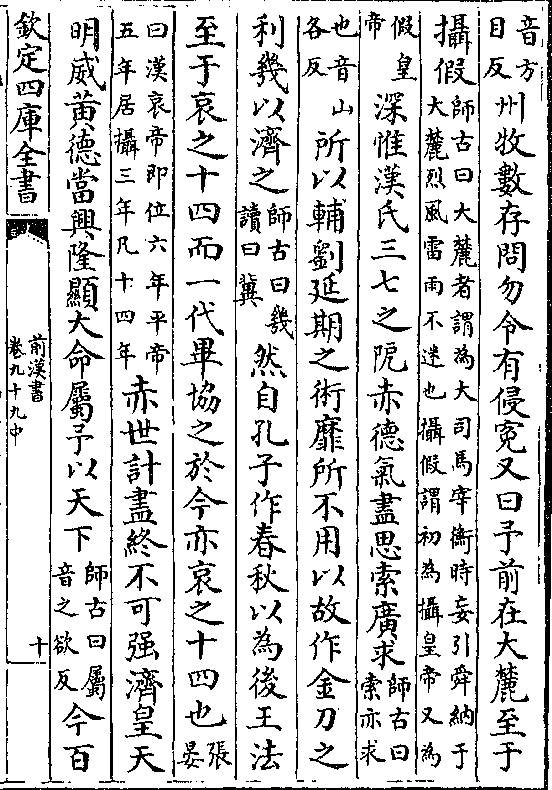 音方
目反
州牧數存問勿令有侵寃又曰予前在大麓至于
攝假
師古曰大麓者謂為大司馬宰衡時妄引舜納于
大麓烈風雷雨不迷也攝假謂初為攝皇帝又為
假皇
帝
深惟漢氏三七之阸赤德氣盡思索廣求
師古曰
索亦求
也音山
各反
所以輔劉延期之術靡所不用以故作金刀之
利幾以濟之
師古曰幾
讀曰冀
然自孔子作春秋以為後王法
至于哀之十四而一代畢協之於今亦哀之十四也
張
晏
曰漢哀帝即位六年平帝
五年居攝三年凡十四年
赤世計盡終不可强濟皇天
明威黃德當興隆顯大命屬予以天下
師古曰屬
音之欲反
今百
欽定四庫全書
前漢書
卷九十九中
十